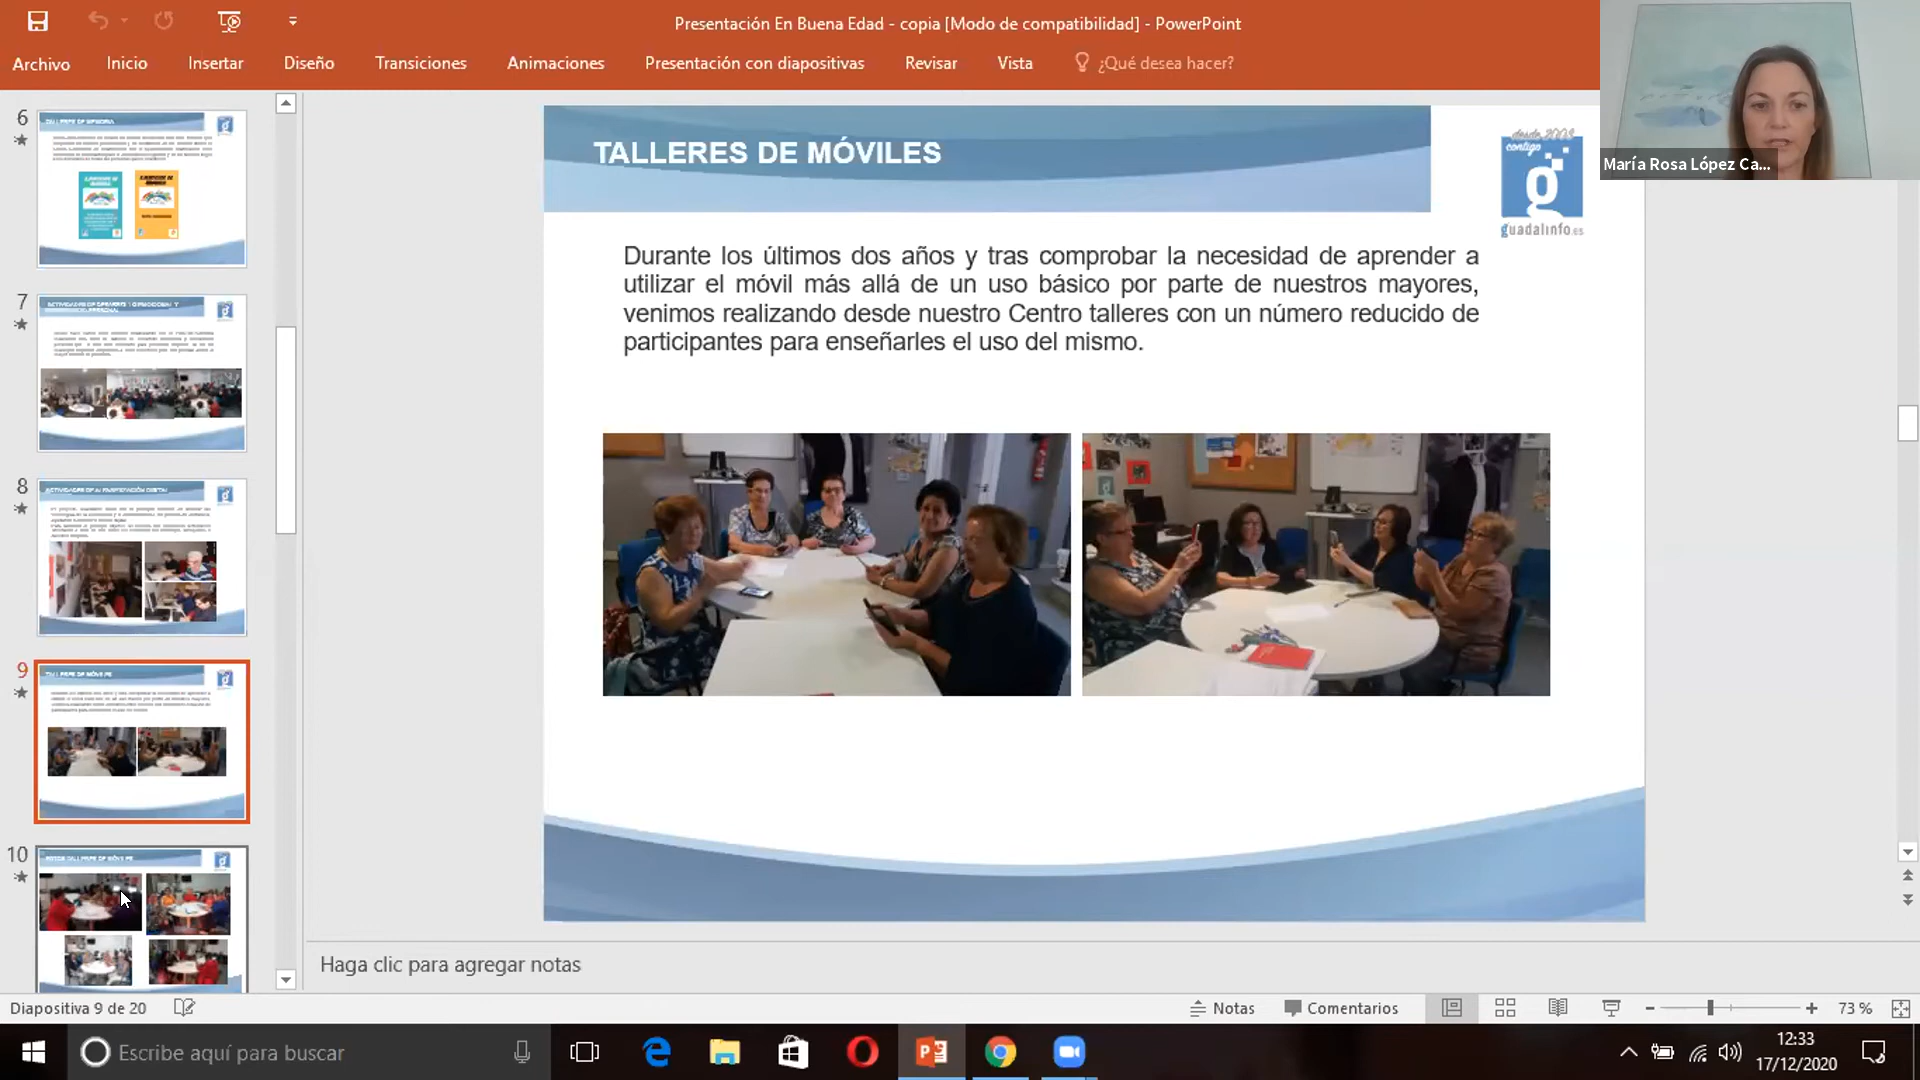 Presentación En Buena Edad - copia [Modo de compatibilidad] - PowerPoint
Archivo
Inicio
Insertar
Diseño
Transiciones
Animaciones
Presentación con diapositivas
Revisar
Vista
¿Qué desea hacer?
María Rosa López Ca...
6
7
8
9
10
TALLERES DE MÓVILES
desde 2003
contigo
g
guadalinfo.es
Durante los últimos dos años y tras comprobar la necesidad de aprender a
utilizar el móvil más allá de un uso básico por parte de nuestros mayores,
venimos realizando desde nuestro Centro talleres con un número reducido de
participantes para enseñarles el uso del mismo.
Haga clic para agregar notas
Diapositiva 9 de 20
Notas
Comentarios
73 %
Escribe aquí para buscar
12:33
17/12/2020